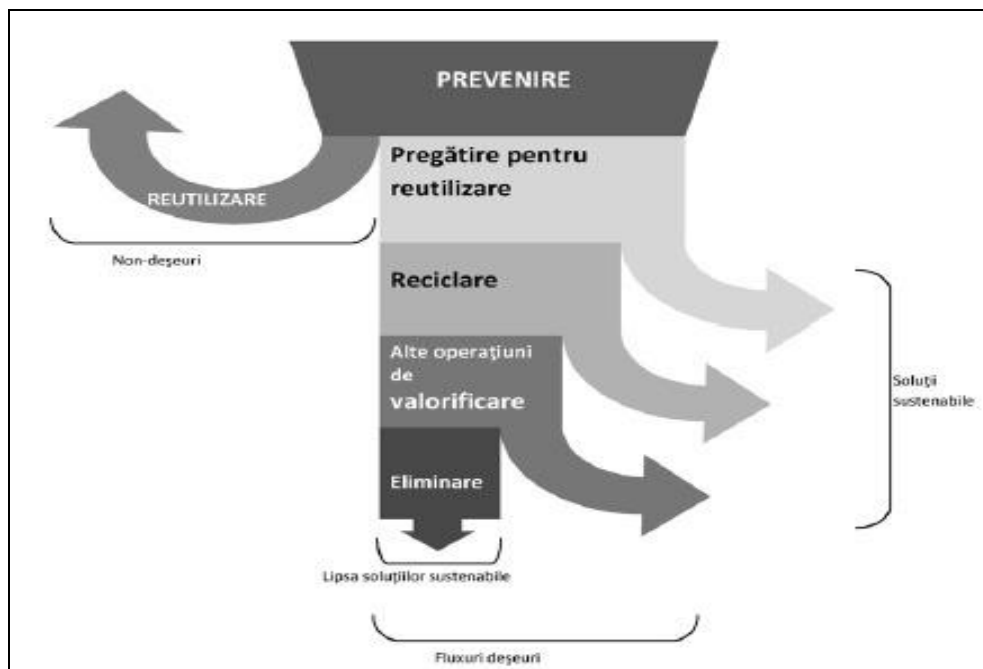 PREVENIRE
Pregătire pentru
reutilizare
REUTILIZARE
Non-deşeuri
Reciclare
Alte operaţiuni
de
valorificare
Soluţii
sustenabile
Eliminare
Lipsa soluţiilor sustenabile
Fluxuri deşeuri